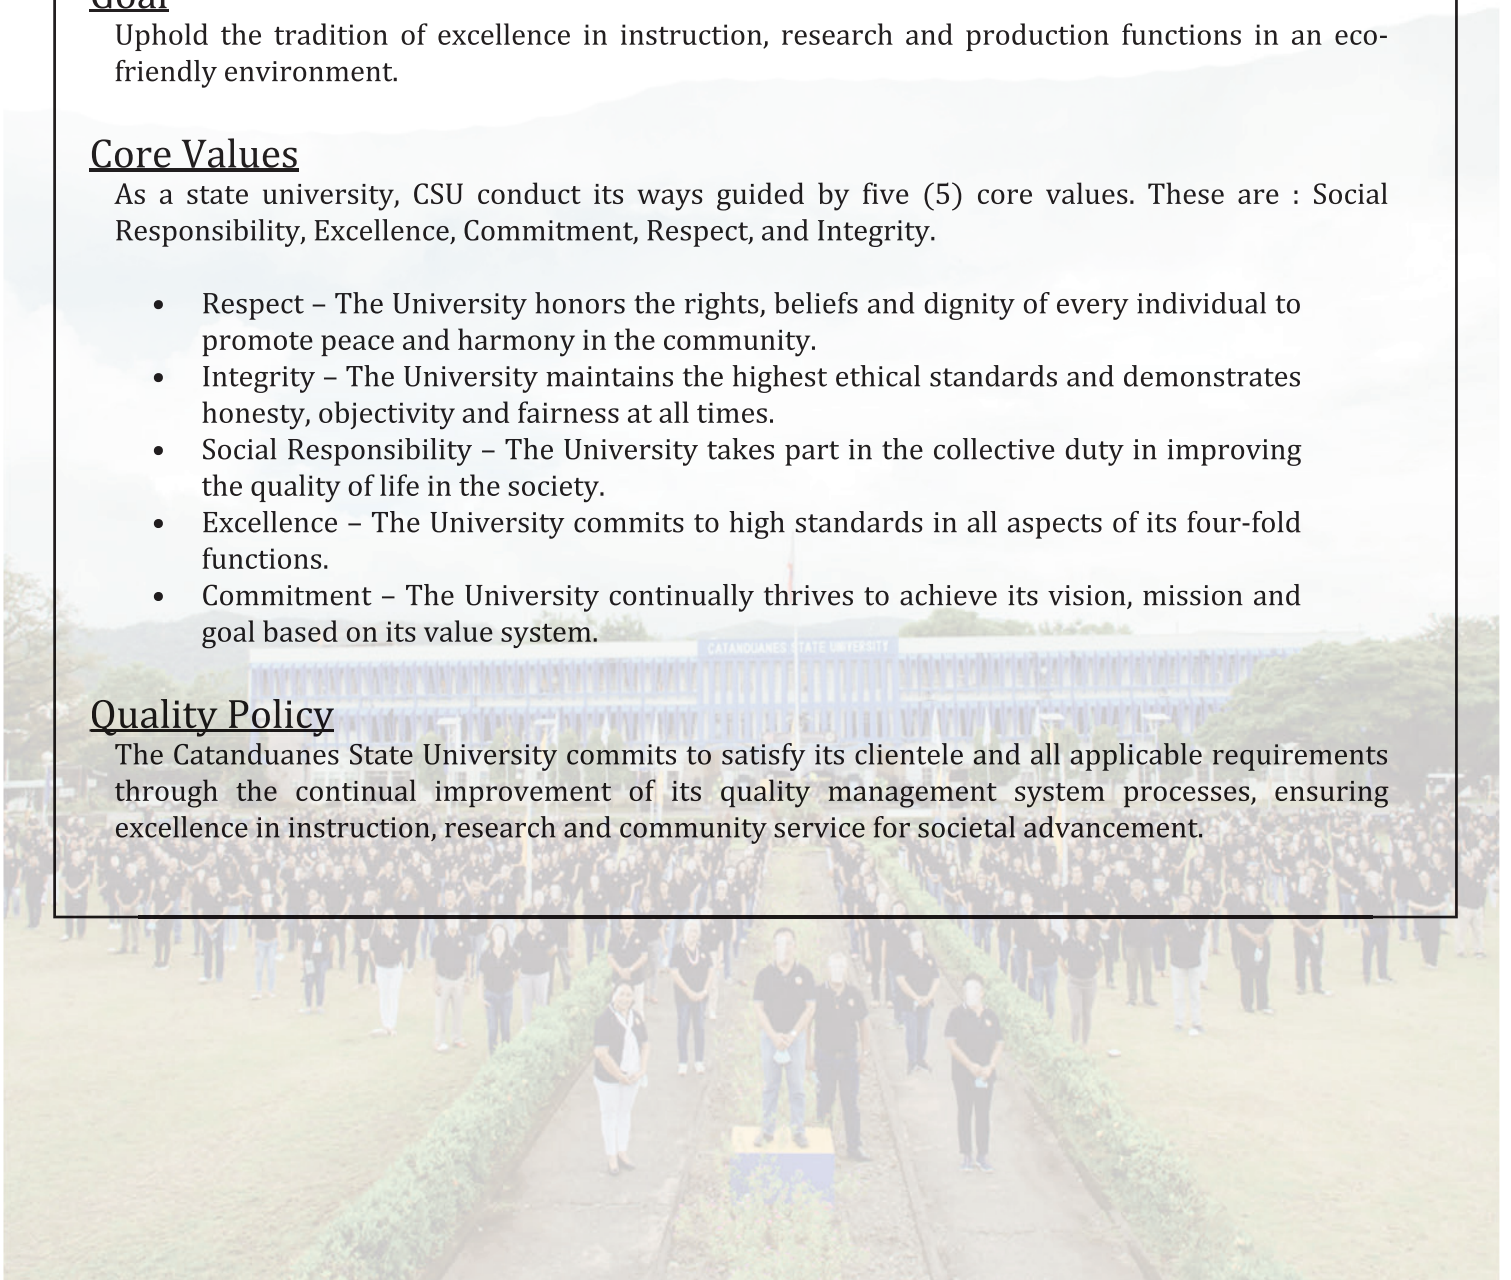 Goal
Uphold the tradition of excellence in instruction, research and production functions in an eco-
friendly environment.
Core Values
As a state university, CSU conduct its ways guided by five (5) core values. These are : Social
Responsibility, Excellence, Commitment, Respect, and Integrity.
• Respect – The University honors the rights, beliefs and dignity of every individual to
promote peace and harmony in the community.
• Integrity – The University maintains the highest ethical standards and demonstrates
honesty, objectivity and fairness at all times.
• Social Responsibility – The University takes part in the collective duty in improving
the quality of life in the society.
• Excellence – The University commits to high standards in all aspects of its four-fold
functions.
• Commitment – The University continually thrives to achieve its vision, mission and
goal based on its value system.
CATANDUANES STATE UNIVERSITY
Quality Policy
The Catanduanes State University commits to satisfy its clientele and all applicable requirements
through the continual improvement of its quality management system processes, ensuring
excellence in instruction, research and community service for societal advancement.